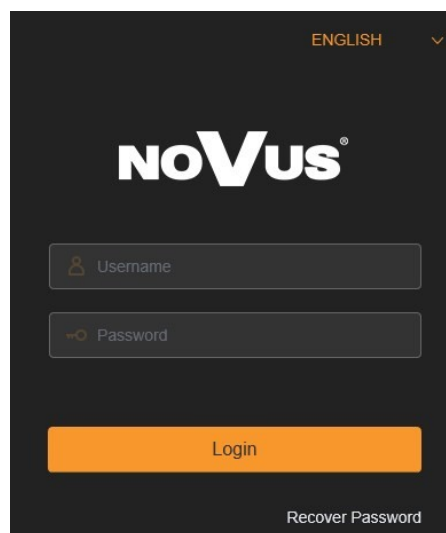 ENGLISH
NOVUS®
Username
Password
Login
Recover Password